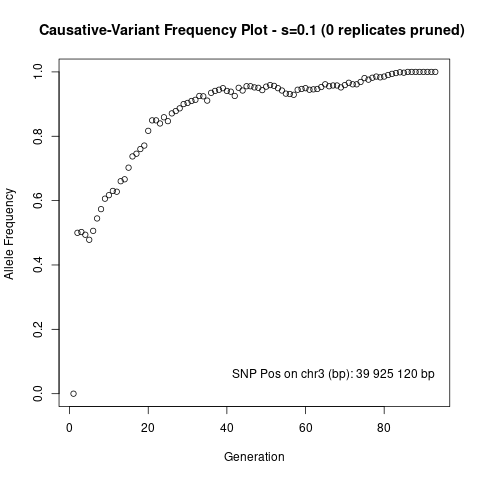 Causative-Variant Frequency Plot - s=0.1 (0 replicates pruned)
Allele Frequency
1.0
0.8
0.6
0.4
0.2
0.0
SNP Pos on chr3 (bp): 39 925 120 bp
0 20 40 60 80
Generation